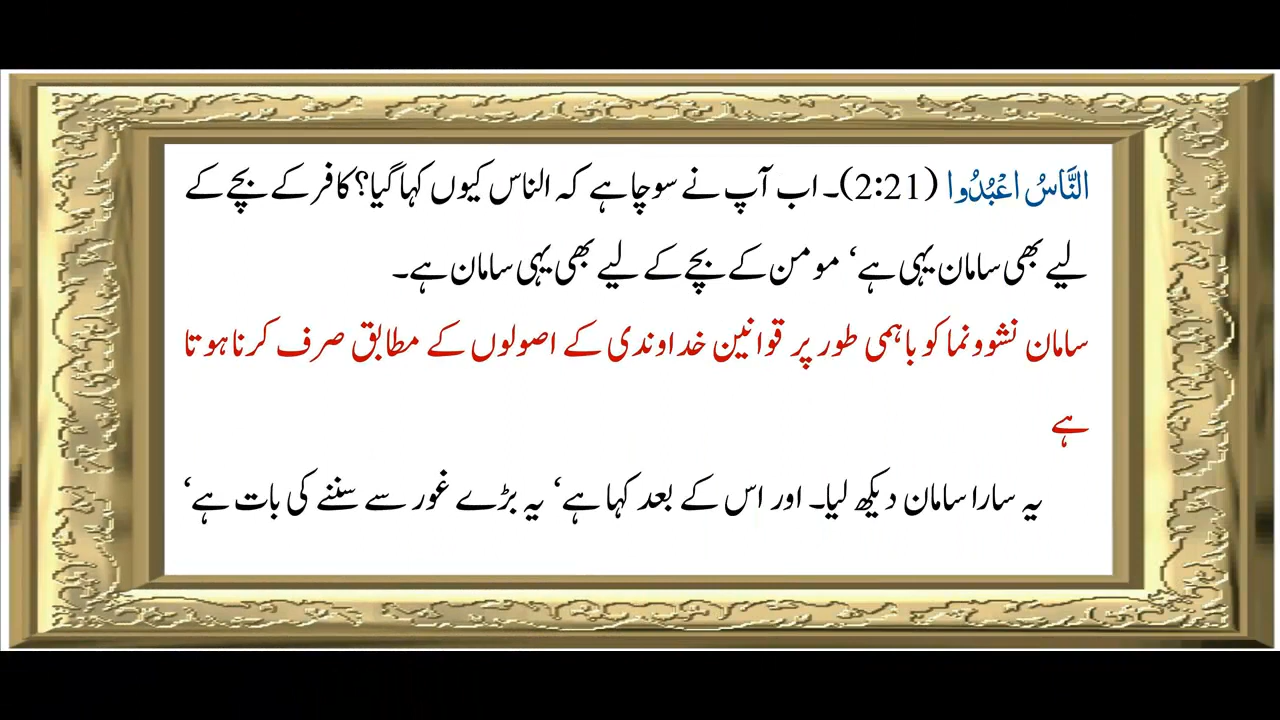 النَّاسُ اعْبُدُوا (2:21)۔ اب آپ نے سوچا ہے کہ الناس کیوں کہا گیا؟ کافر کے بچے کے
لیے بھی سامان یہی ہے‘ مومن کے بچے کے لیے بھی یہی سامان ہے۔
سامان نشوونما کو باہمی طور پر قوانین خداوندی کے اصولوں کے مطابق صرف کرنا ہوتا
ہے
یہ سارا سامان دیکھ لیا۔ اور اس کے بعد کہا ہے‘ یہ بڑے غور سے سننے کی بات ہے‘